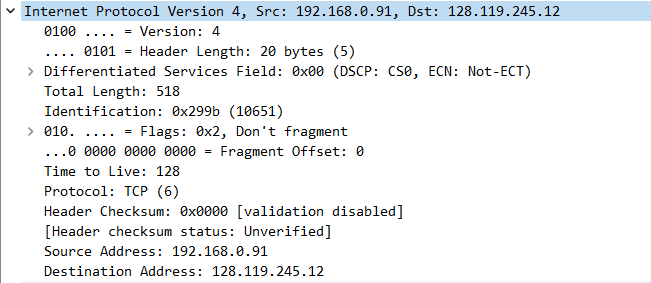 Internet Protocol Version 4, Src: 192.168.0.91, Dst: 128.119.245.12
0100 .... = Version: 4
.... 0101 = Header Length: 20 bytes (5)
Differentiated Services Field: 0x00 (DSCP: CS0, ECN: Not-ECT)
Total Length: 518
Identification: 0x299b (10651)
010. .... = Flags: 0x2, Don't fragment
...0 0000 0000 0000 = Fragment Offset: 0
Time to Live: 128
Protocol: TCP (6)
Header Checksum: 0x0000 [validation disabled]
[Header checksum status: Unverified]
Source Address: 192.168.0.91
Destination Address: 128.119.245.12